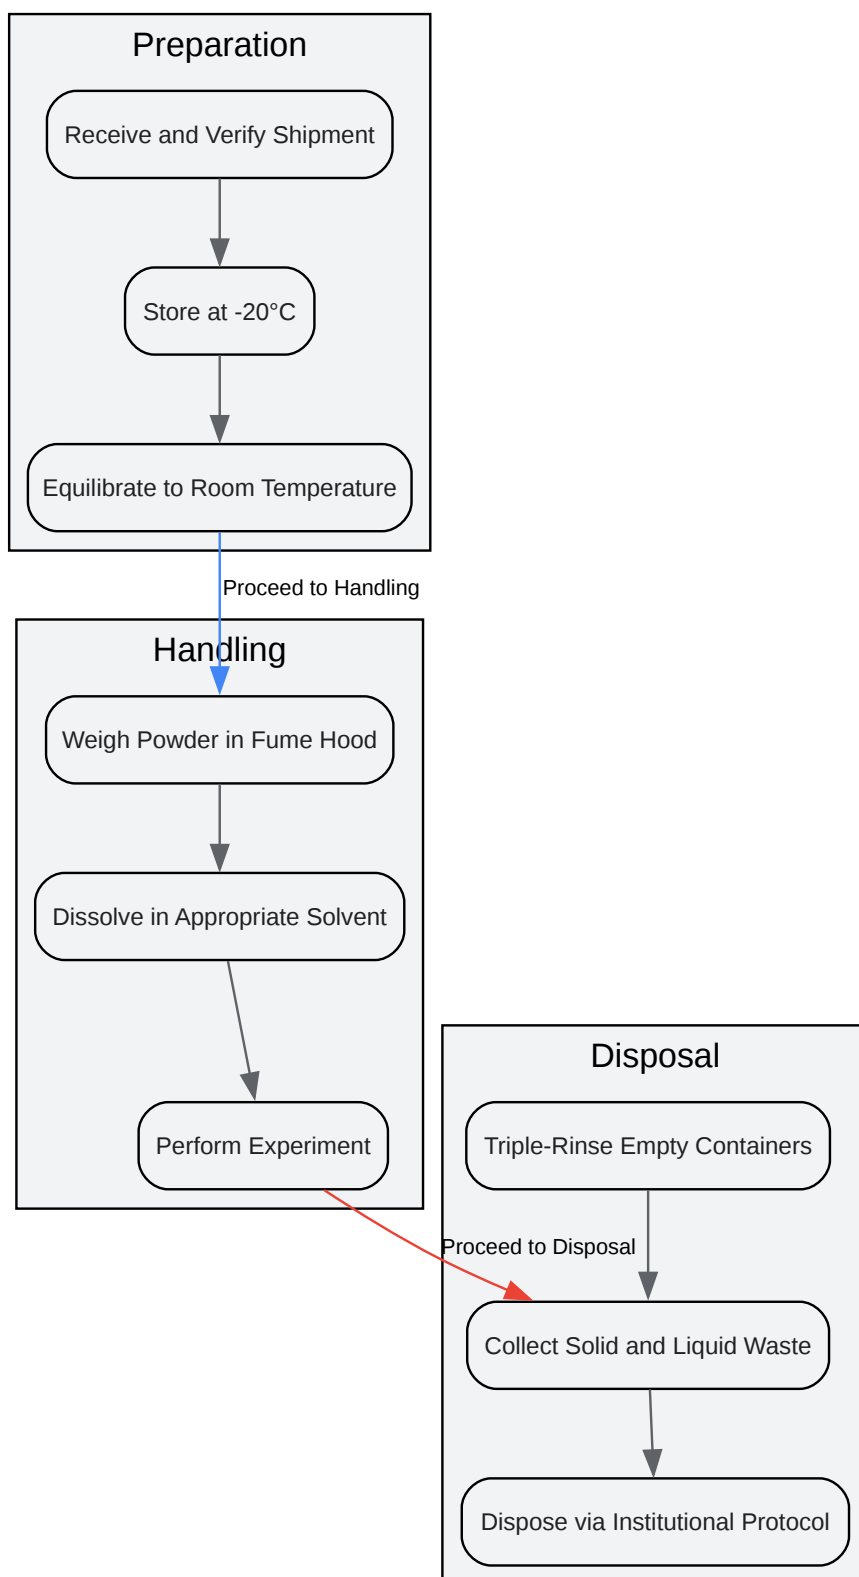 Preparation
Receive and Verify Shipment
Store at -20°C
Equilibrate to Room Temperature
Proceed to Handling
Handling
Weigh Powder in Fume Hood
Dissolve in Appropriate Solvent
Perform Experiment
Disposal
Triple-Rinse Empty Containers
Proceed to Disposal
Collect Solid and Liquid Waste
Dispose via Institutional Protocol